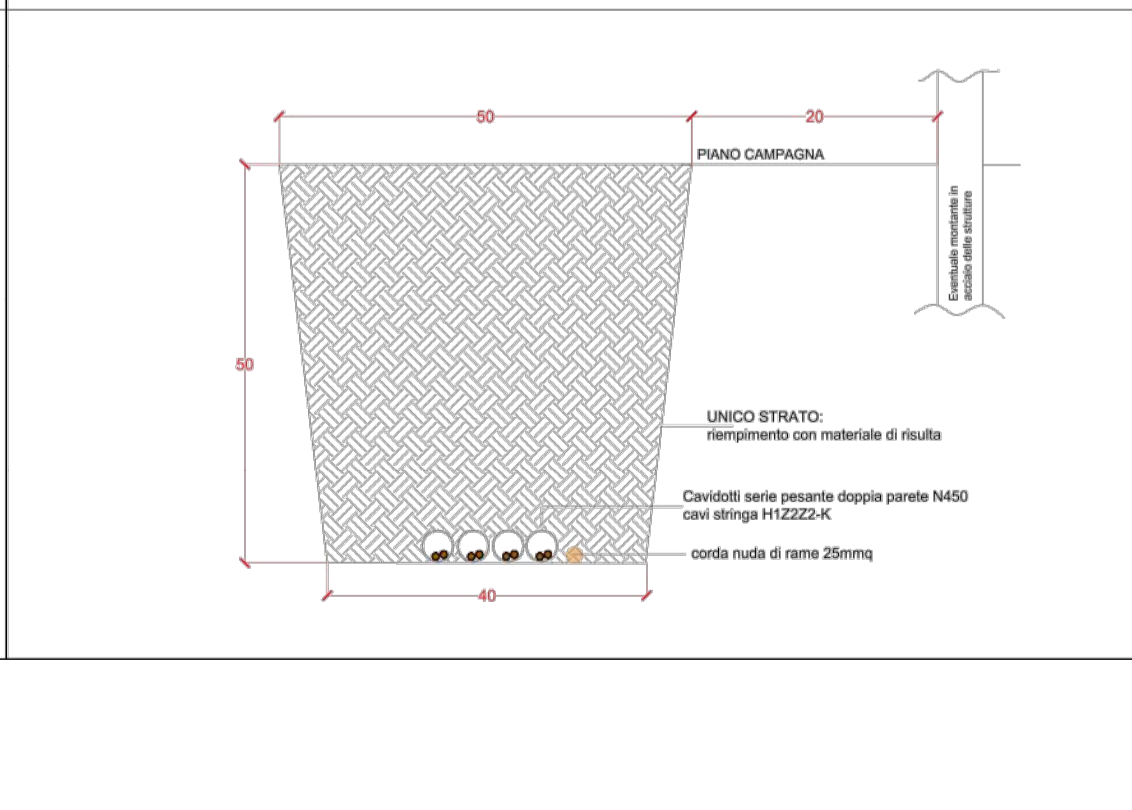 50
20
PIANO CAMPAGNA
Eventuale montante in
acciaio delle strutture
50
UNICO STRATO:
riempimento con materiale di risulta
Cavidotti serie pesante doppia parete N450
cavi stringa H1Z2Z2-K
corda nuda di rame 25mmq
40